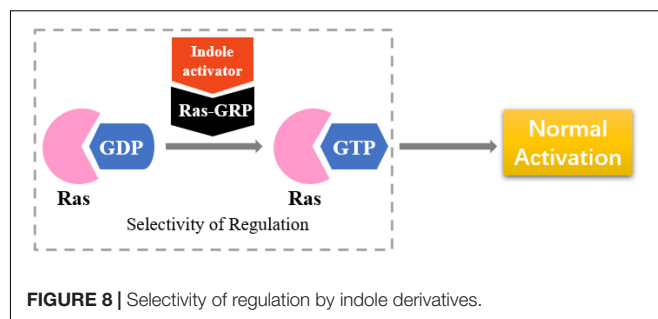 Indole
activator
Ras-GRP
GDP
GTP
Ras
Ras
Selectivity of Regulation
Normal
Activation
FIGURE 8 | Selectivity of regulation by indole derivatives.